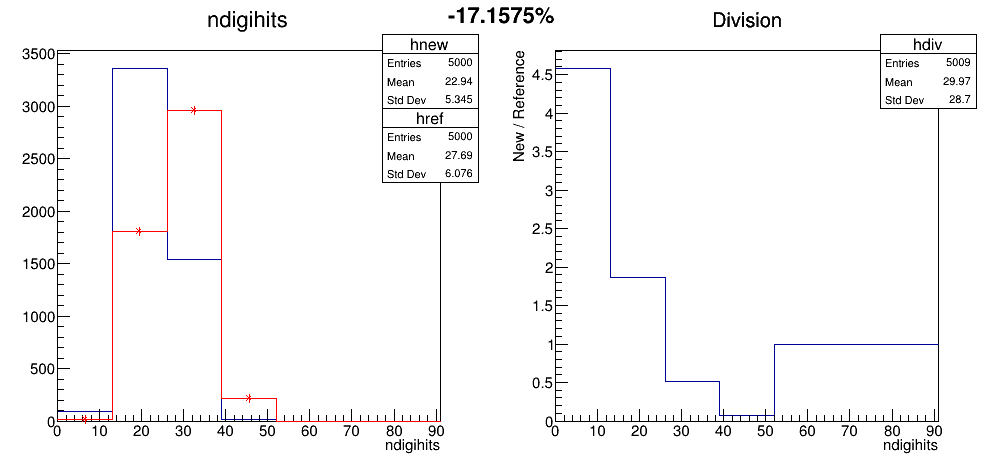 -17.1575%
ndigihits
hnew
Entries 5000
Mean 22.94
Std Dev 5.345
href
Entries 5000
Mean 27.69
Std Dev 6.076
3500
3000
2500
2000
1500
1000
500
0
0 10 20 30 40 50 60 70 80 90
ndigihits
Division
hdiv
Entries 5009
Mean 29.97
Std Dev 28.7
New / Reference
4.5
4
3.5
3
2.5
2
1.5
1
0.5
0
0 10 20 30 40 50 60 70 80 90
ndigihits